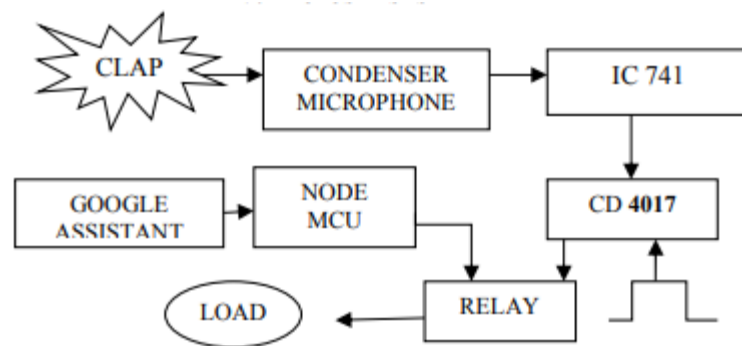 CLAP
CONDENSER
MICROPHONE
IC 741
GOOGLE
ASSISTANT
NODE
MCU
CD 4017
LOAD
RELAY